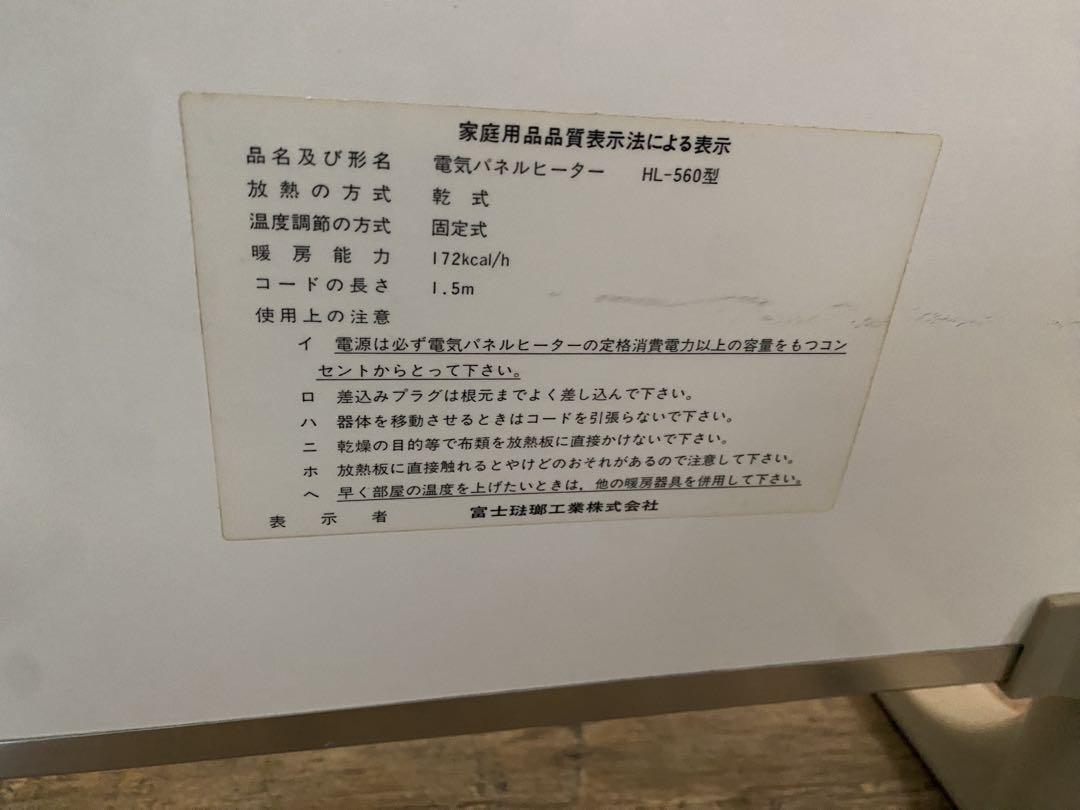 家庭用品品質表示法による表示
品名及び形名 電気パネルヒーター HL-560型
放熱の方式 乾式
温度調節の方式 固定式
暖房能力 172kcal/h
コードの長さ 1.5m
使用上の注意
イ 電源は必ず電気パネルヒーターの定格消費電力以上の容量をもつコン
セントからとって下さい。
ロ 差込みプラグは根元までよく差し込んで下さい。
ハ 器体を移動させるときはコードを引張らないで下さい。
ニ 乾燥の目的等で布類を放熱板に直接かけないで下さい。
ホ 放熱板に直接触れるとやけどのおそれがあるので注意して下さい。
ヘ 早く部屋の温度を上げたいときは,他の暖房器具を併用して下さい。
表示者 富士琺瑯工業株式会社